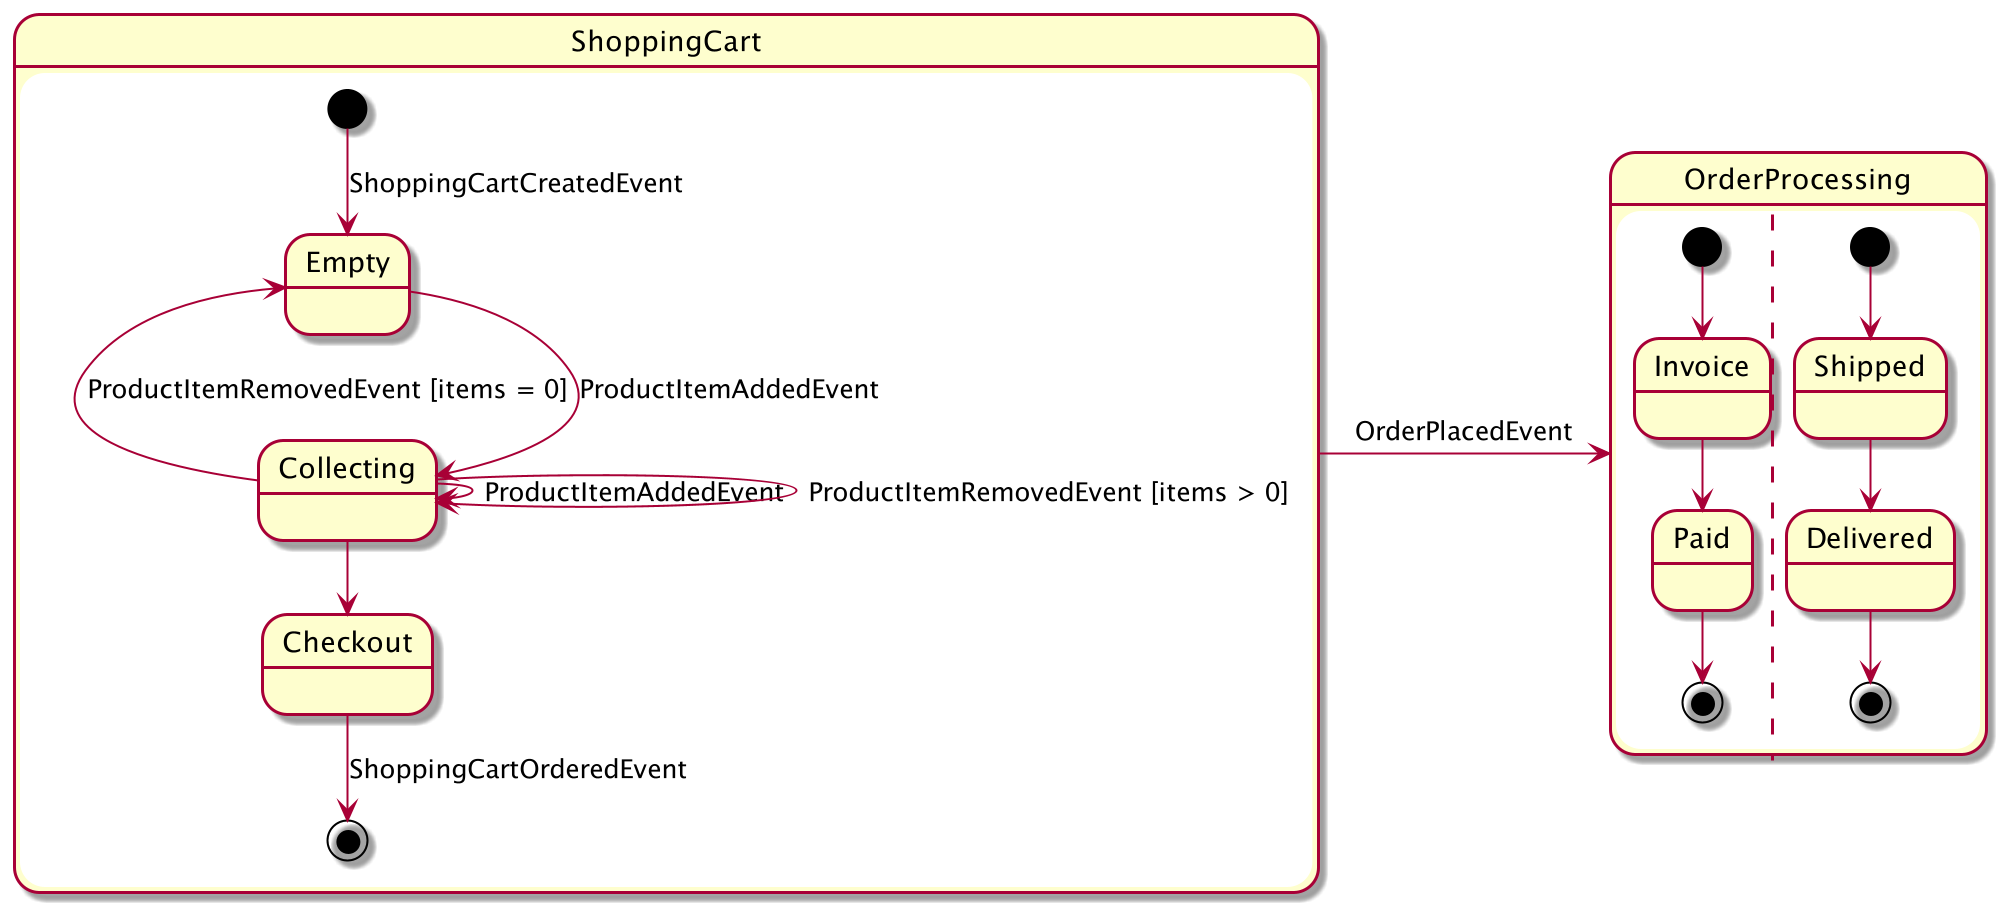 ShoppingCart
ShoppingCartCreatedEvent
Empty
ProductItemRemovedEvent [items = 0]
ProductItemAddedEvent
Collecting
ProductItemAddedEvent
ProductItemRemovedEvent [items > 0]
Checkout
ShoppingCartOrderedEvent
OrderPlacedEvent
OrderProcessing
Invoice
Paid
Shipped
Delivered